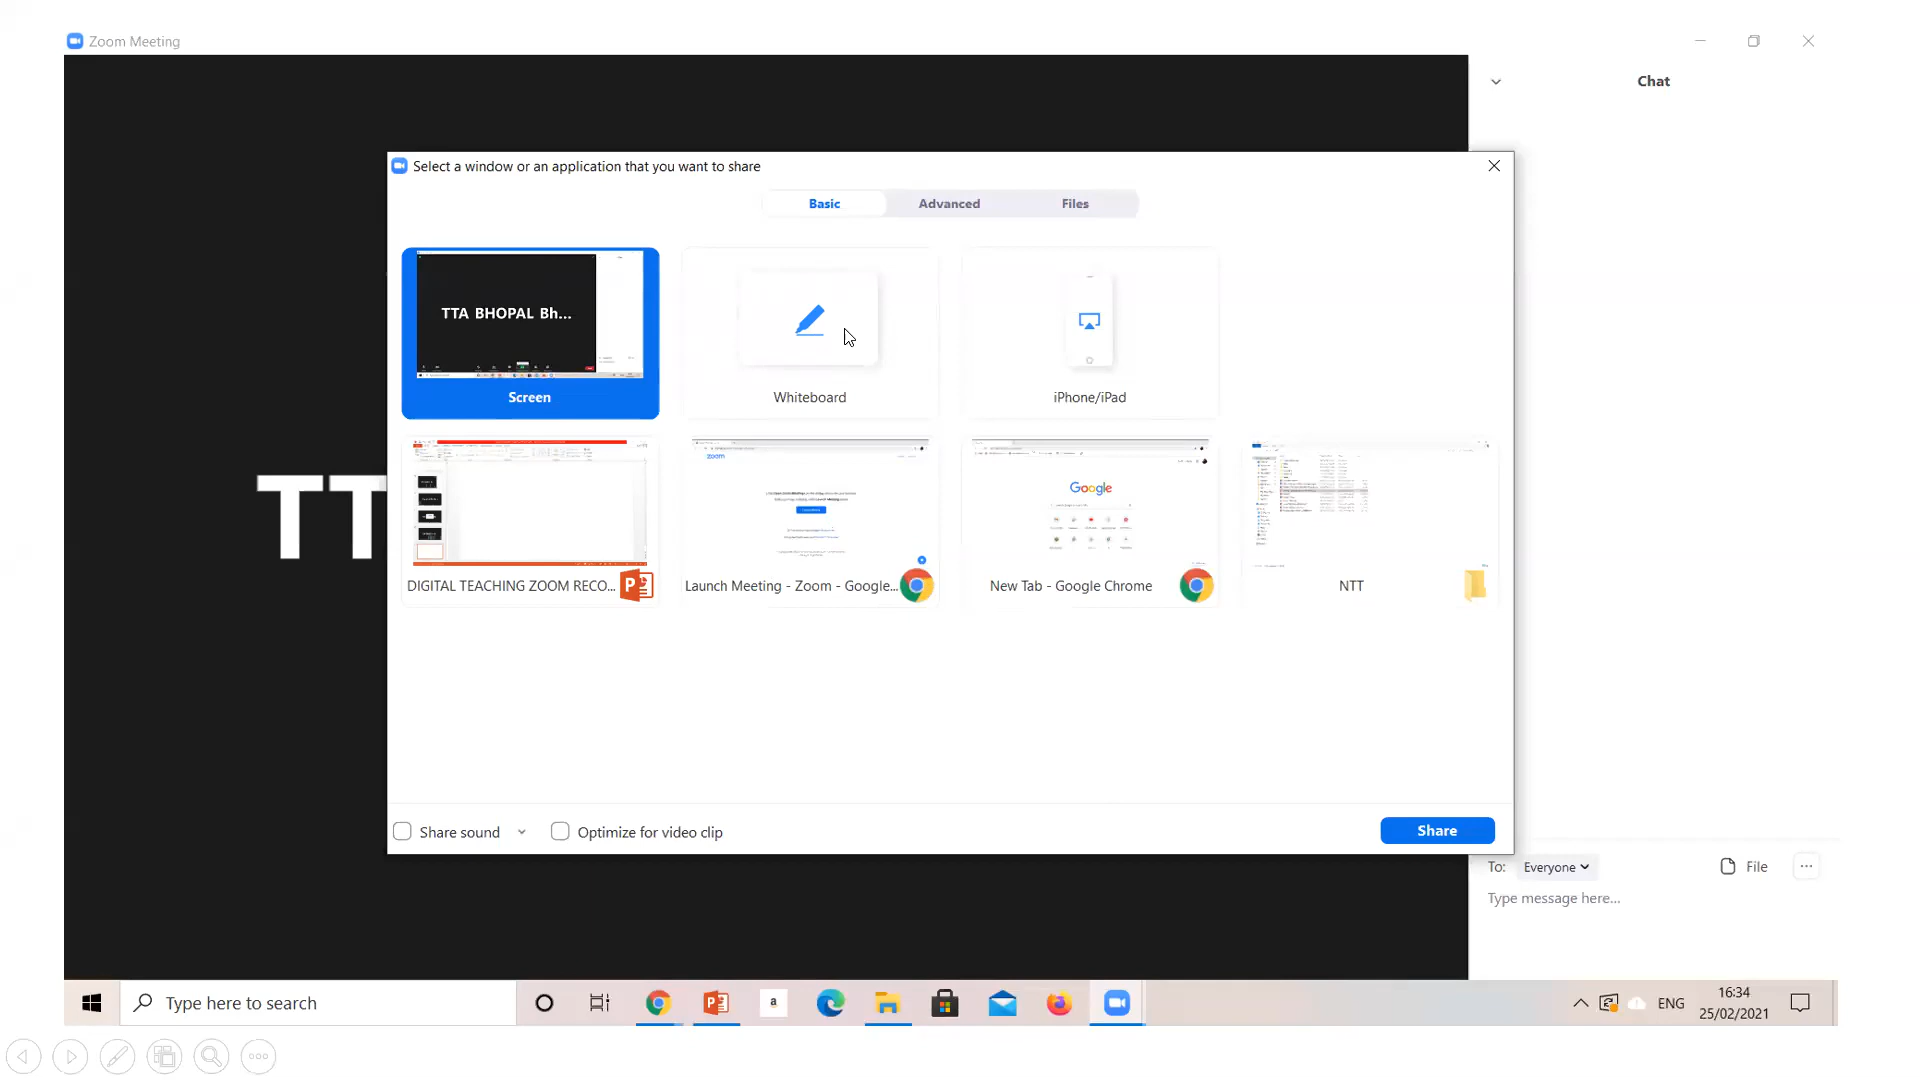 Zoom Meeting
Chat
Select a window or an application that you want to share
Basic
Advanced
Files
TTA BHOPAL Bh...
Screen
Whiteboard
iPhone/iPad
TT
zoom
Google
DIGITAL TEACHING ZOOM RECO...
Launch Meeting - Zoom - Google...
New Tab - Google Chrome
NTT
Share sound
Optimize for video clip
Share
To: Everyone
File
Type message here...
Type here to search
a
ENG
16:34
25/02/2021